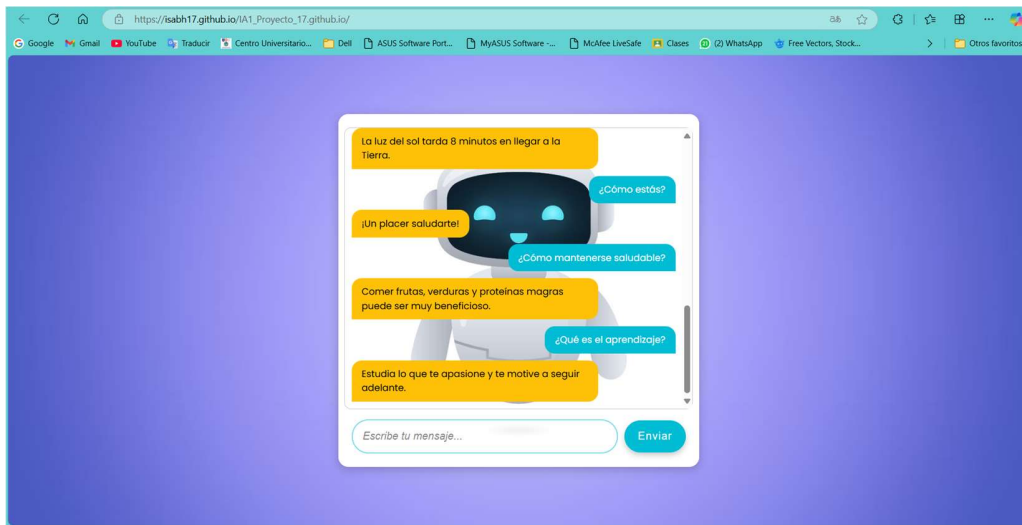 https://isabh17.github.io/IA1_Proyecto_17.github.io/
Google Gmail YouTube Traducir Centro Universitario... Dell ASUS Software Port... MyASUS Software -... McAfee LiveSafe Clases (2) WhatsApp Free Vectors, Stock... Otros favoritos
La luz del sol tarda 8 minutos en llegar a la
Tierra.
¿Cómo estás?
¡Un placer saludarte!
¿Cómo mantenerse saludable?
Comer frutas, verduras y proteínas magras
puede ser muy beneficioso.
¿Qué es el aprendizaje?
Estudia lo que te apasione y te motive a seguir
adelante.
Escribe tu mensaje...
Enviar